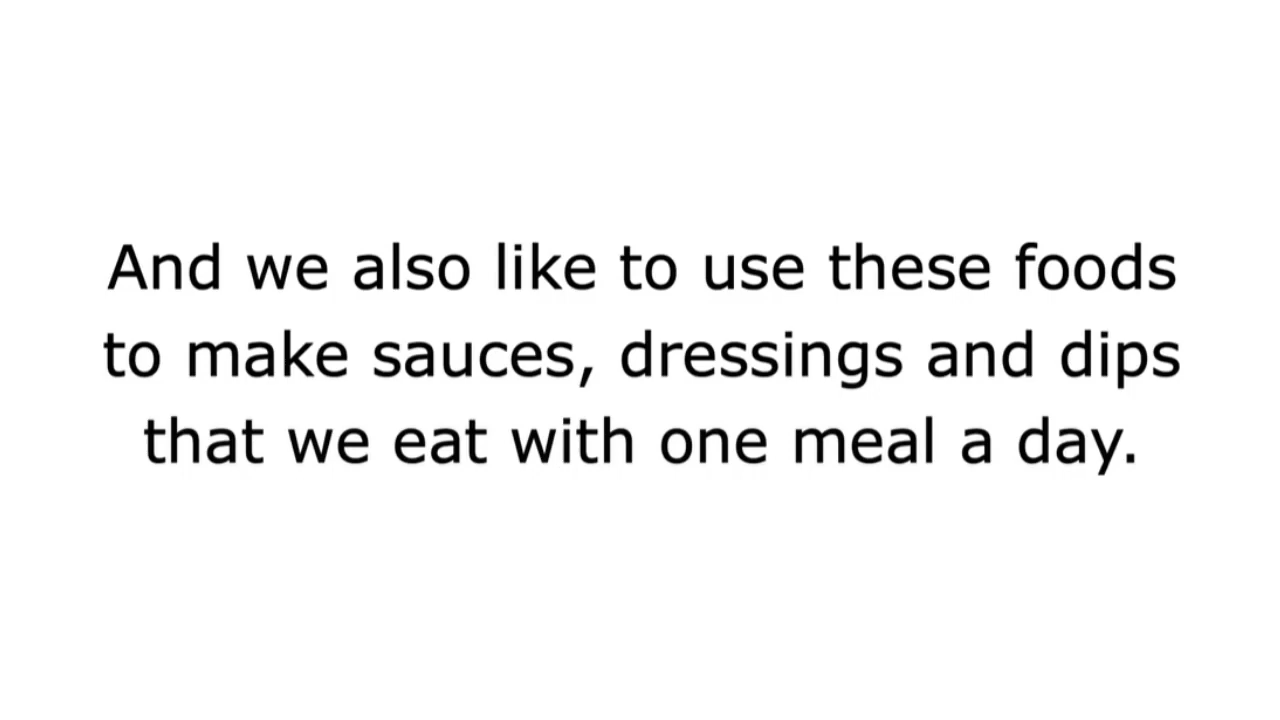 And we also like to use these foods
to make sauces, dressings and dips
that we eat with one meal a day.